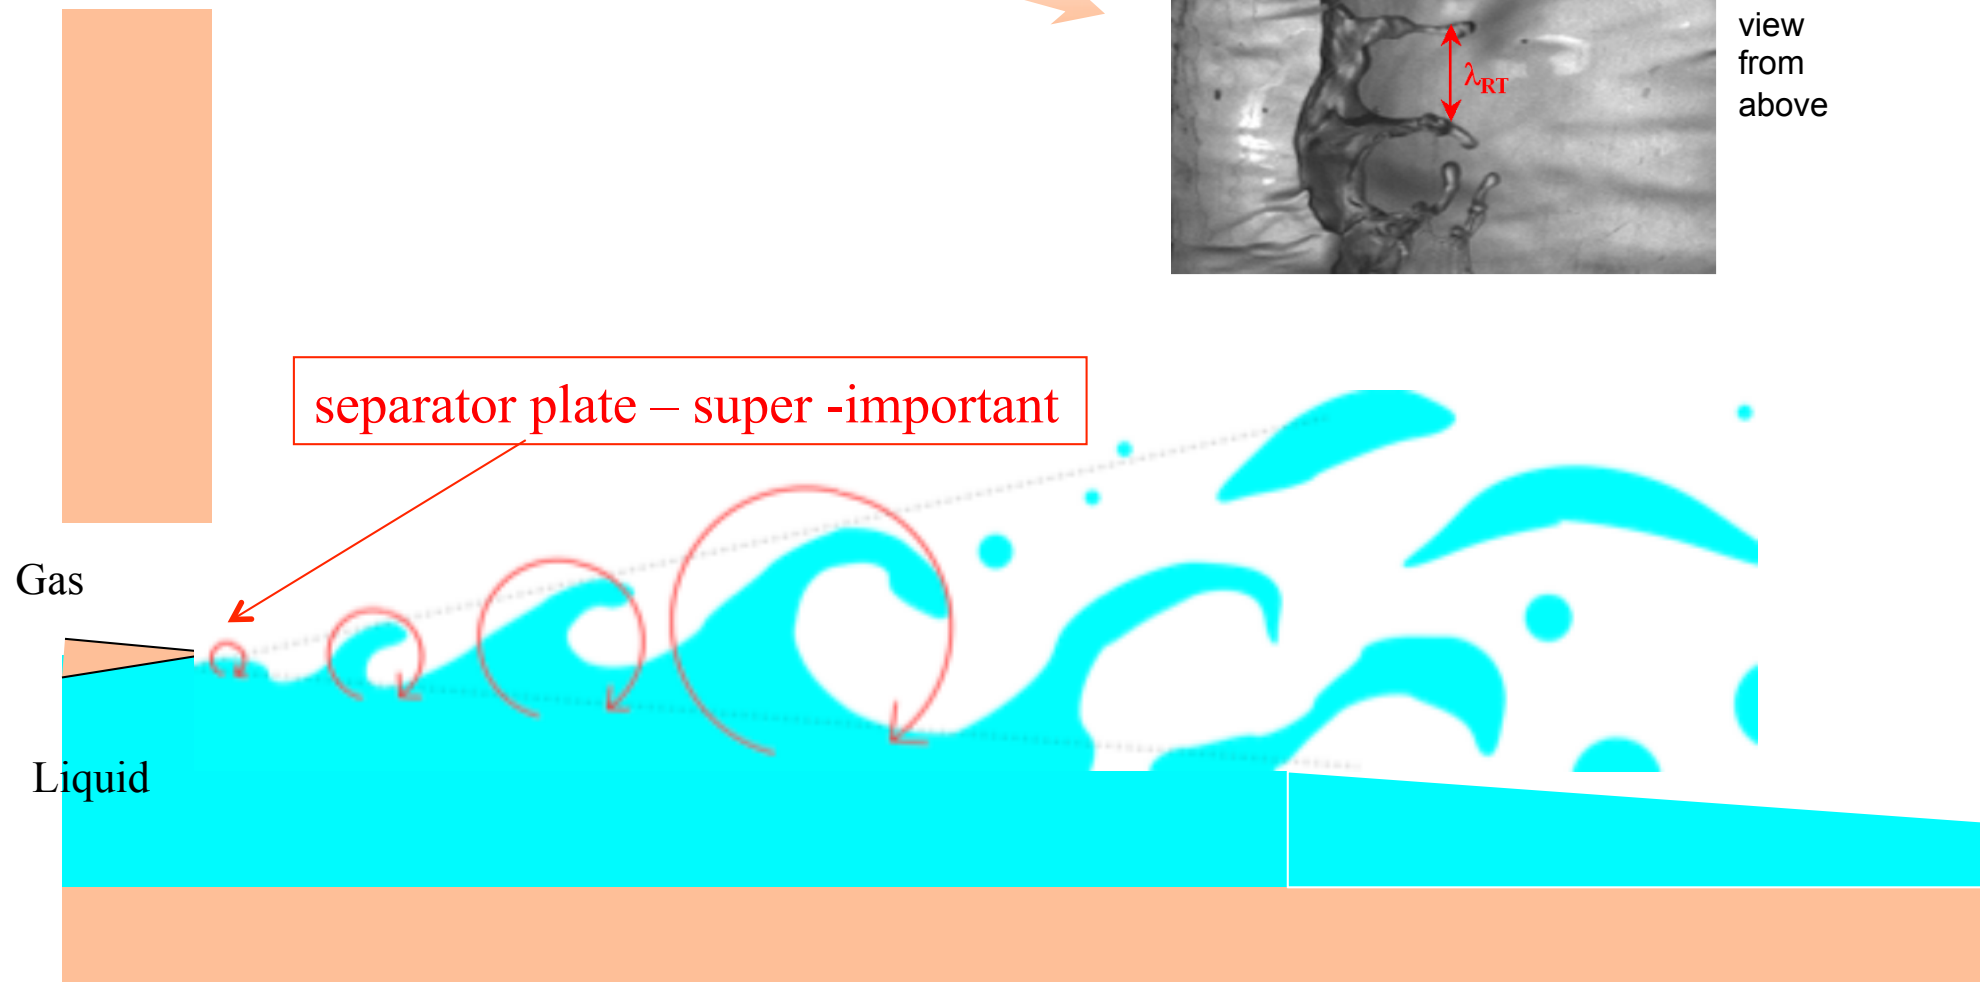 view
from
above
λRT
separator plate – super -important
Gas
Liquid